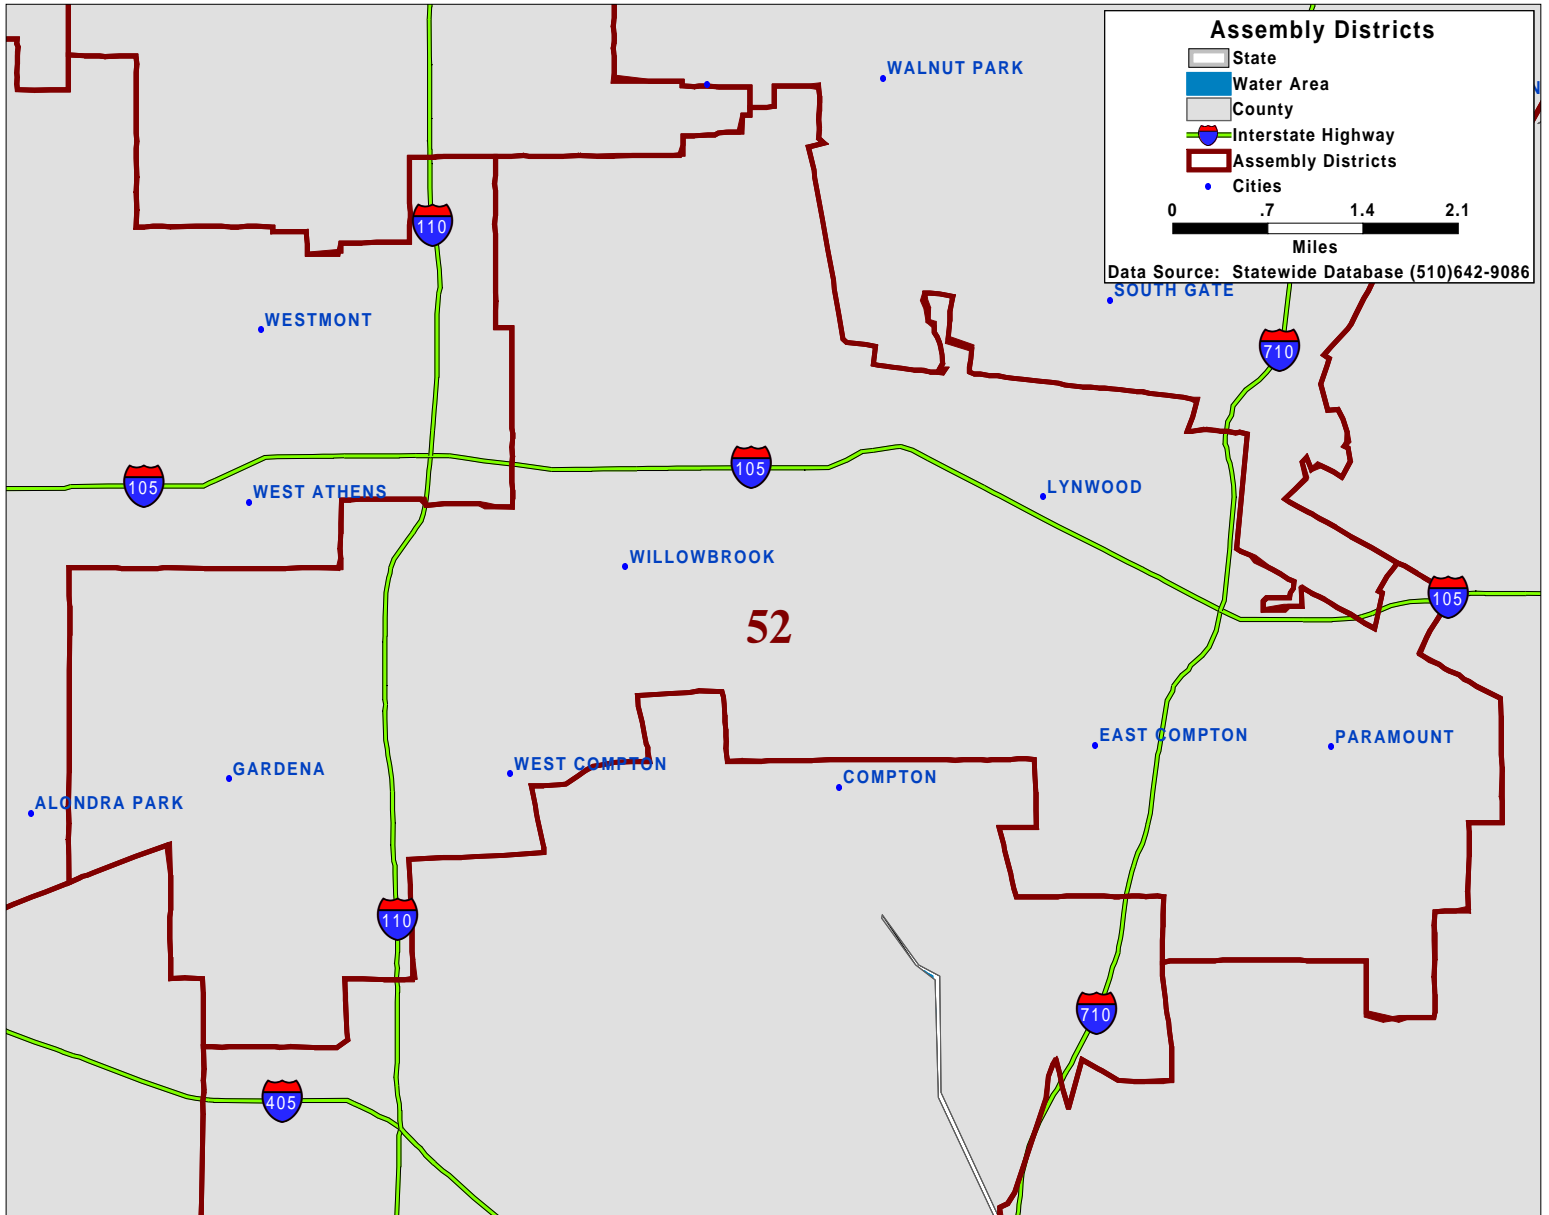 Assembly Districts
State
Water Area
County
Interstate Highway
Assembly Districts
Cities
0 .7 1.4 2.1
Miles
Data Source: Statewide Database (510)642-9086
WALNUT PARK
N
110
SOUTH GATE
WESTMONT
710
105
105
WEST ATHENS
LYNWOOD
WILLOWBROOK
105
52
EAST COMPTON
PARAMOUNT
WEST COMPTON
GARDENA
COMPTON
ALONDRA PARK
110
710
405